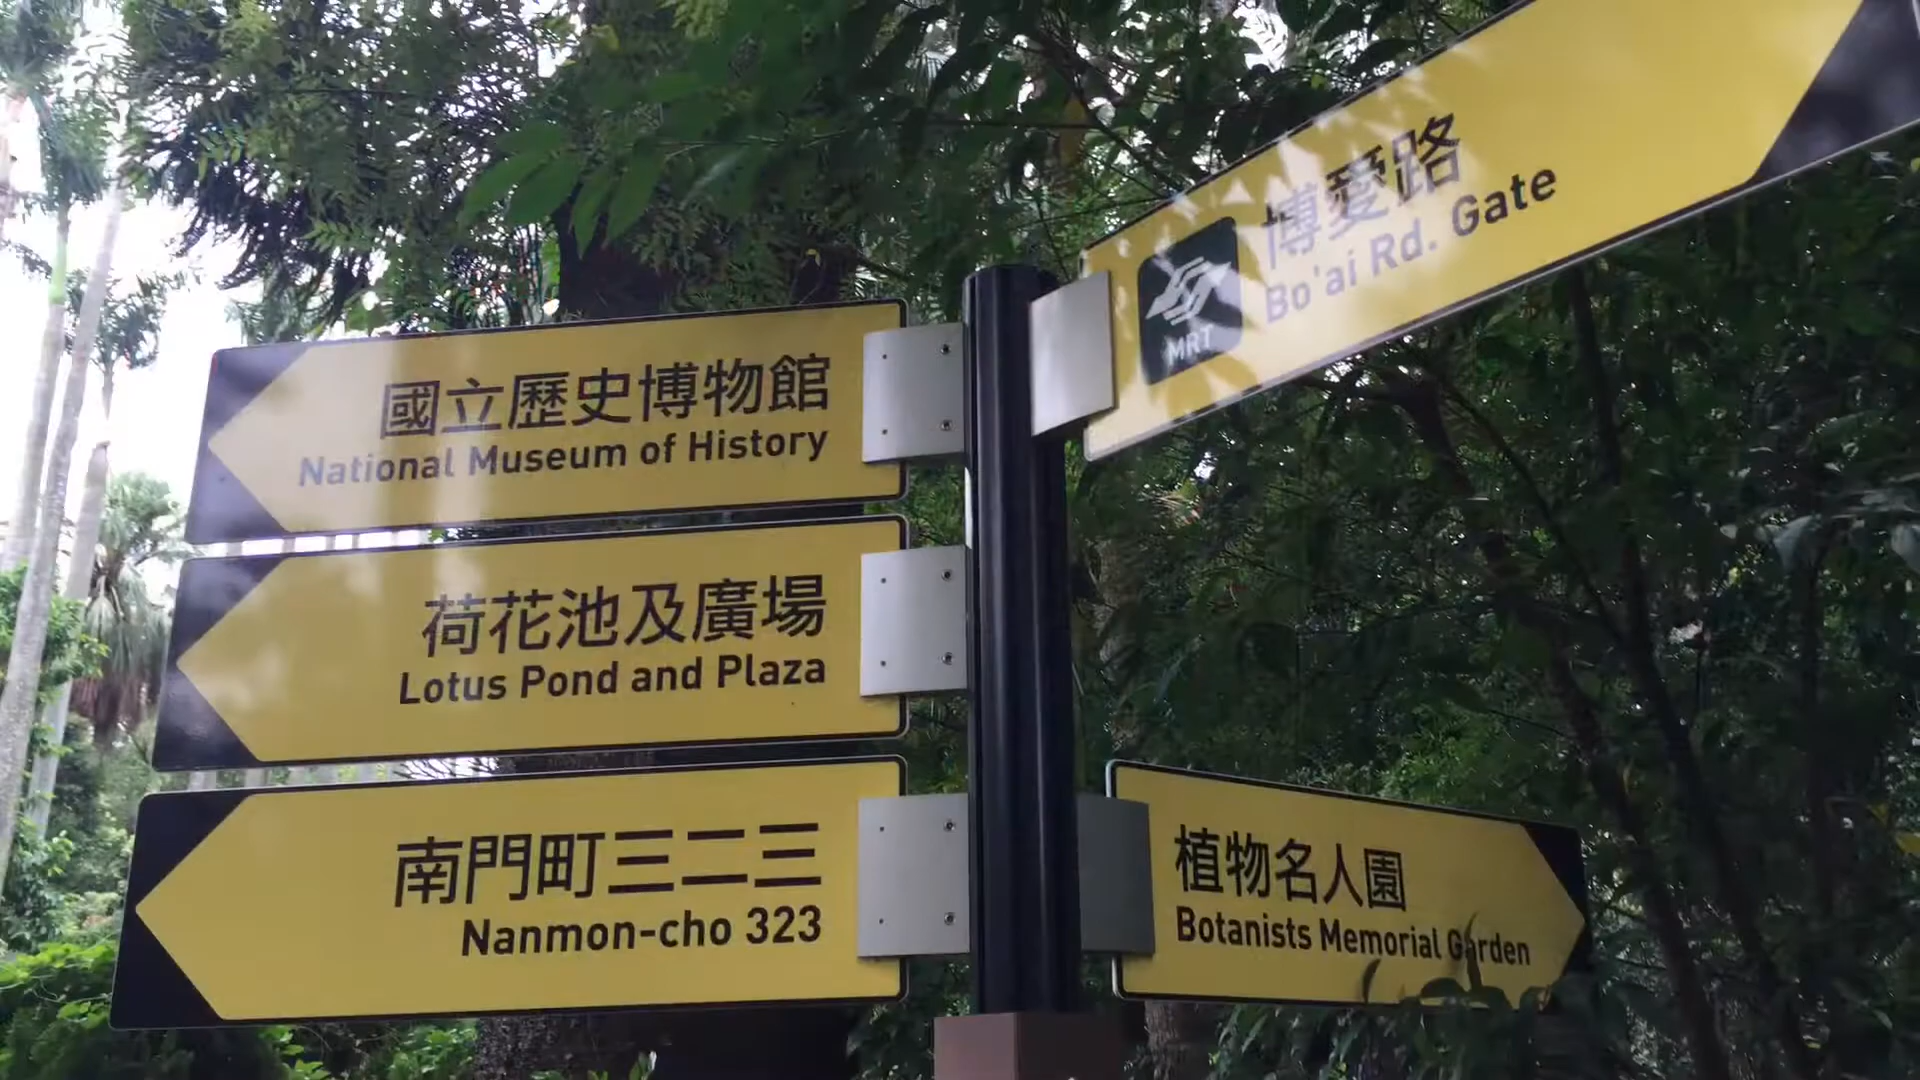 國立歷史博物館
National Museum of History
荷花池及廣場
Lotus Pond and Plaza
南門町三二三
Nanmon-cho 323
博愛路
Bo'ai Rd. Gate
MRT
植物名人園
Botanists Memorial Garden